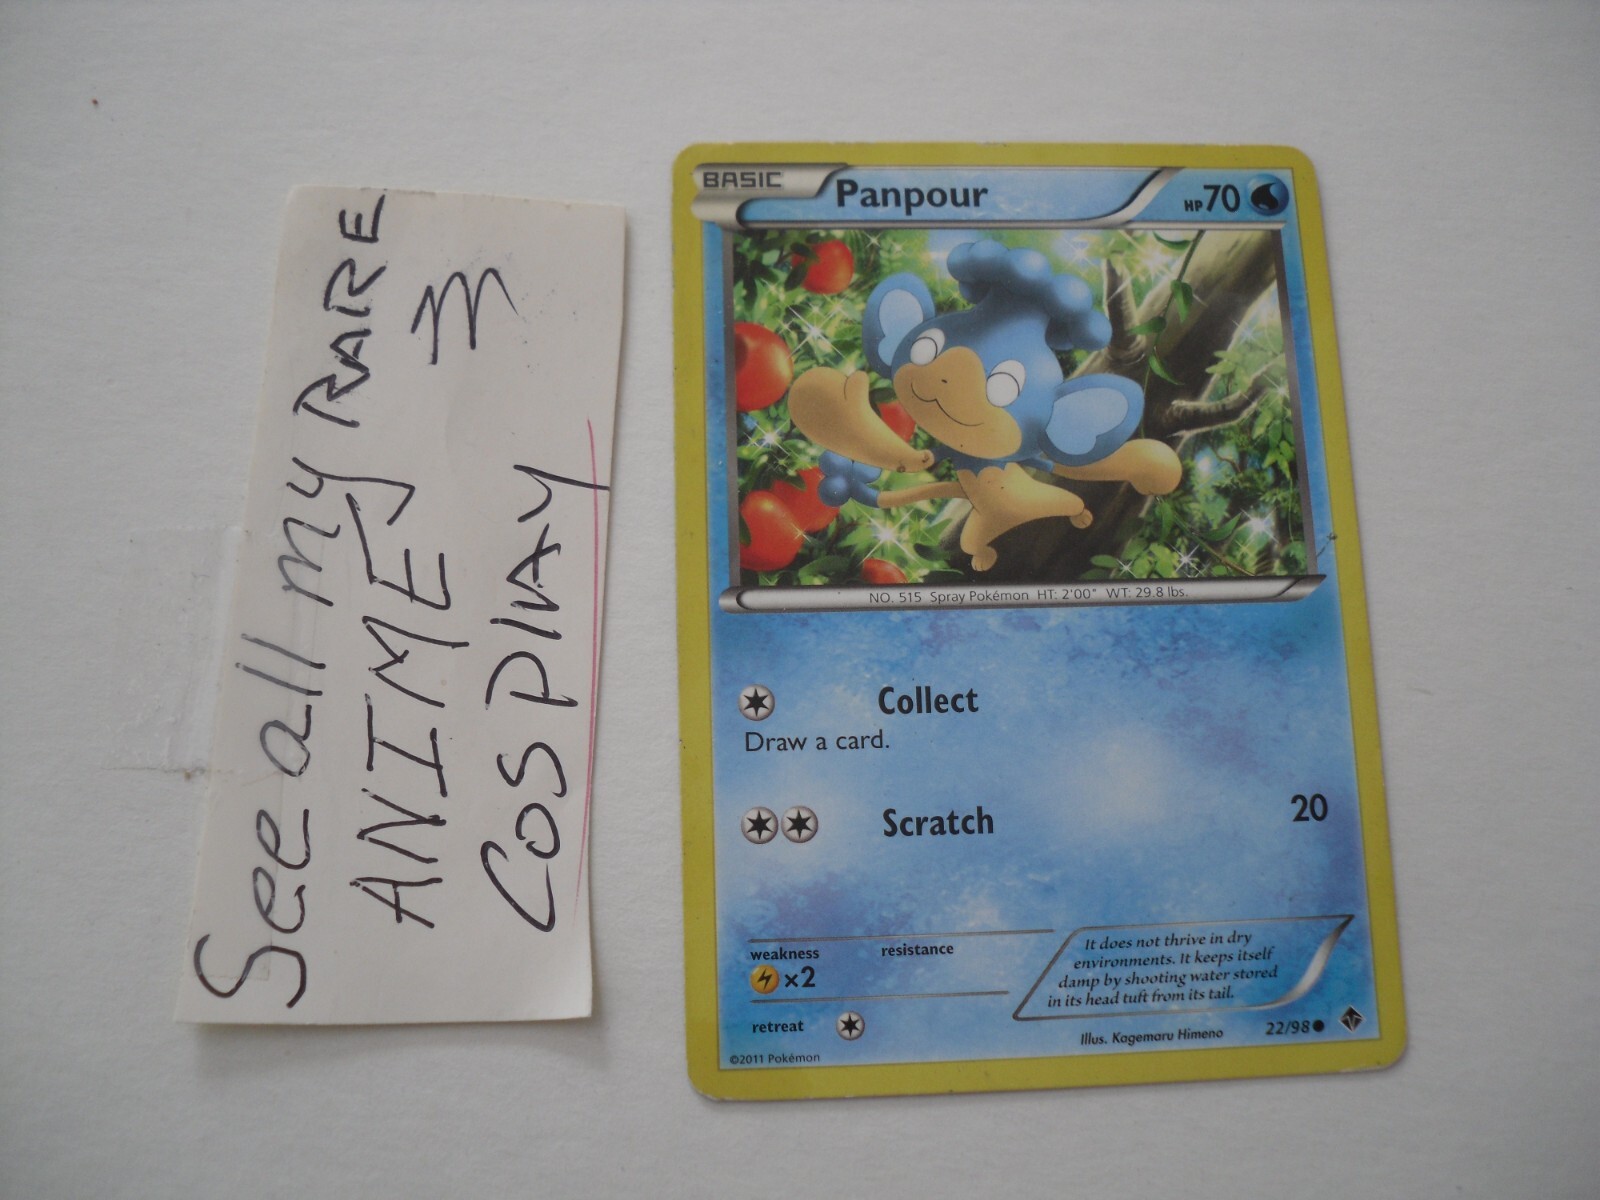 See all my RARE
ANIME
COSPlAY
BASIC
Panpour
HP70
NO. 515 Spray Pokémon HT: 2'00" WT: 29.8 lbs.
Collect
Draw a card.
Scratch
20
weakness
×2
resistance
It does not thrive in dry
environments. It keeps itself
damp by shooting water stored
in its head tuft from its tail.
retreat
Illus. Kagemaru Himeno
22/98
©2011 Pokémon